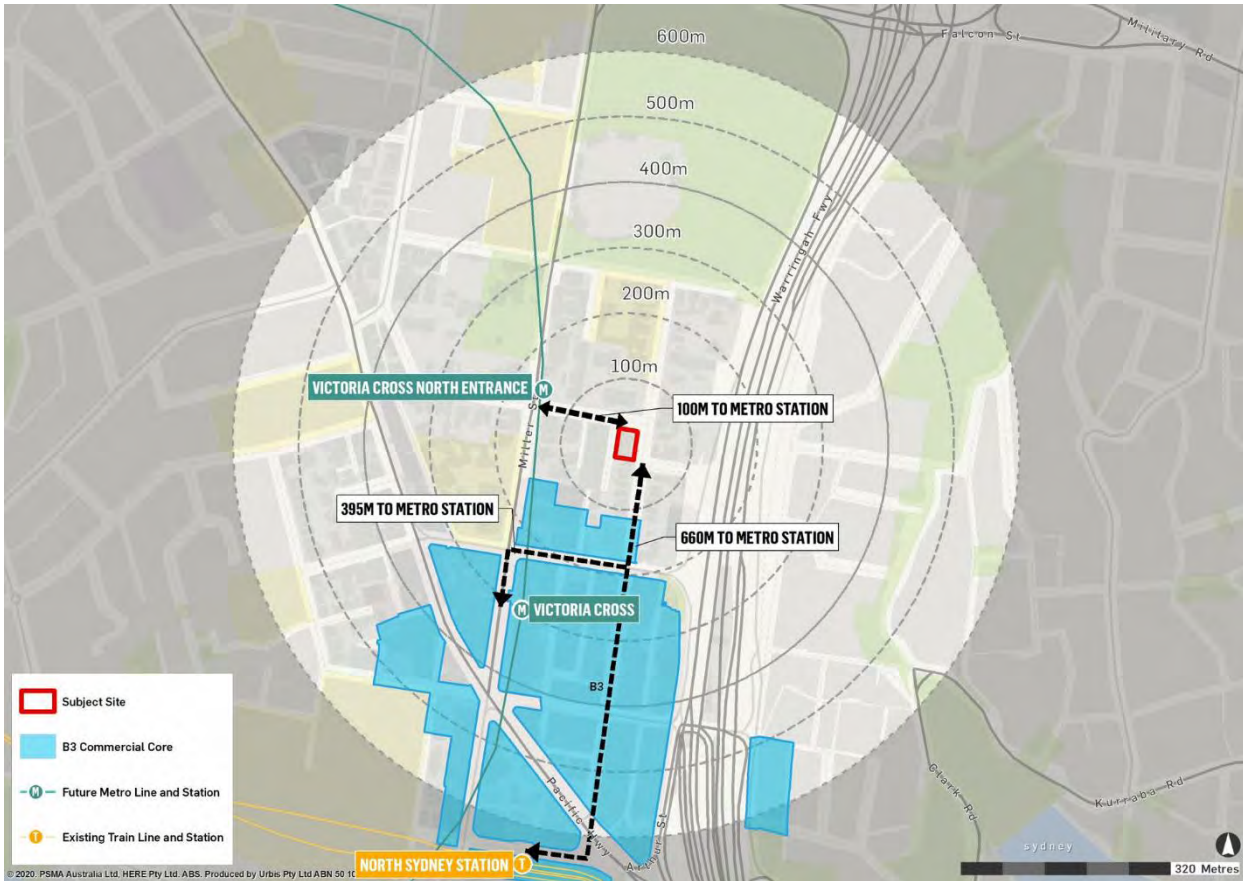 600m
Falcon St
Military Rd
500m
400m
300m
Warringah Fwy
200m
100m
VICTORIA CROSS NORTH ENTRANCE
M
100M TO METRO STATION
Miller St
395M TO METRO STATION
660M TO METRO STATION
M
VICTORIA CROSS
B3
Subject Site
B3 Commercial Core
M
Future Metro Line and Station
T
Existing Train Line and Station
Pacific Hwy
Arthur St
Clark Rd
Kurraba Rd
sydney
NORTH SYDNEY STATION
T
320 Metres
© 2020. PSMA Australia Ltd, HERE Pty Ltd. ABS. Produced by Urbis Pty Ltd ABN 50 10